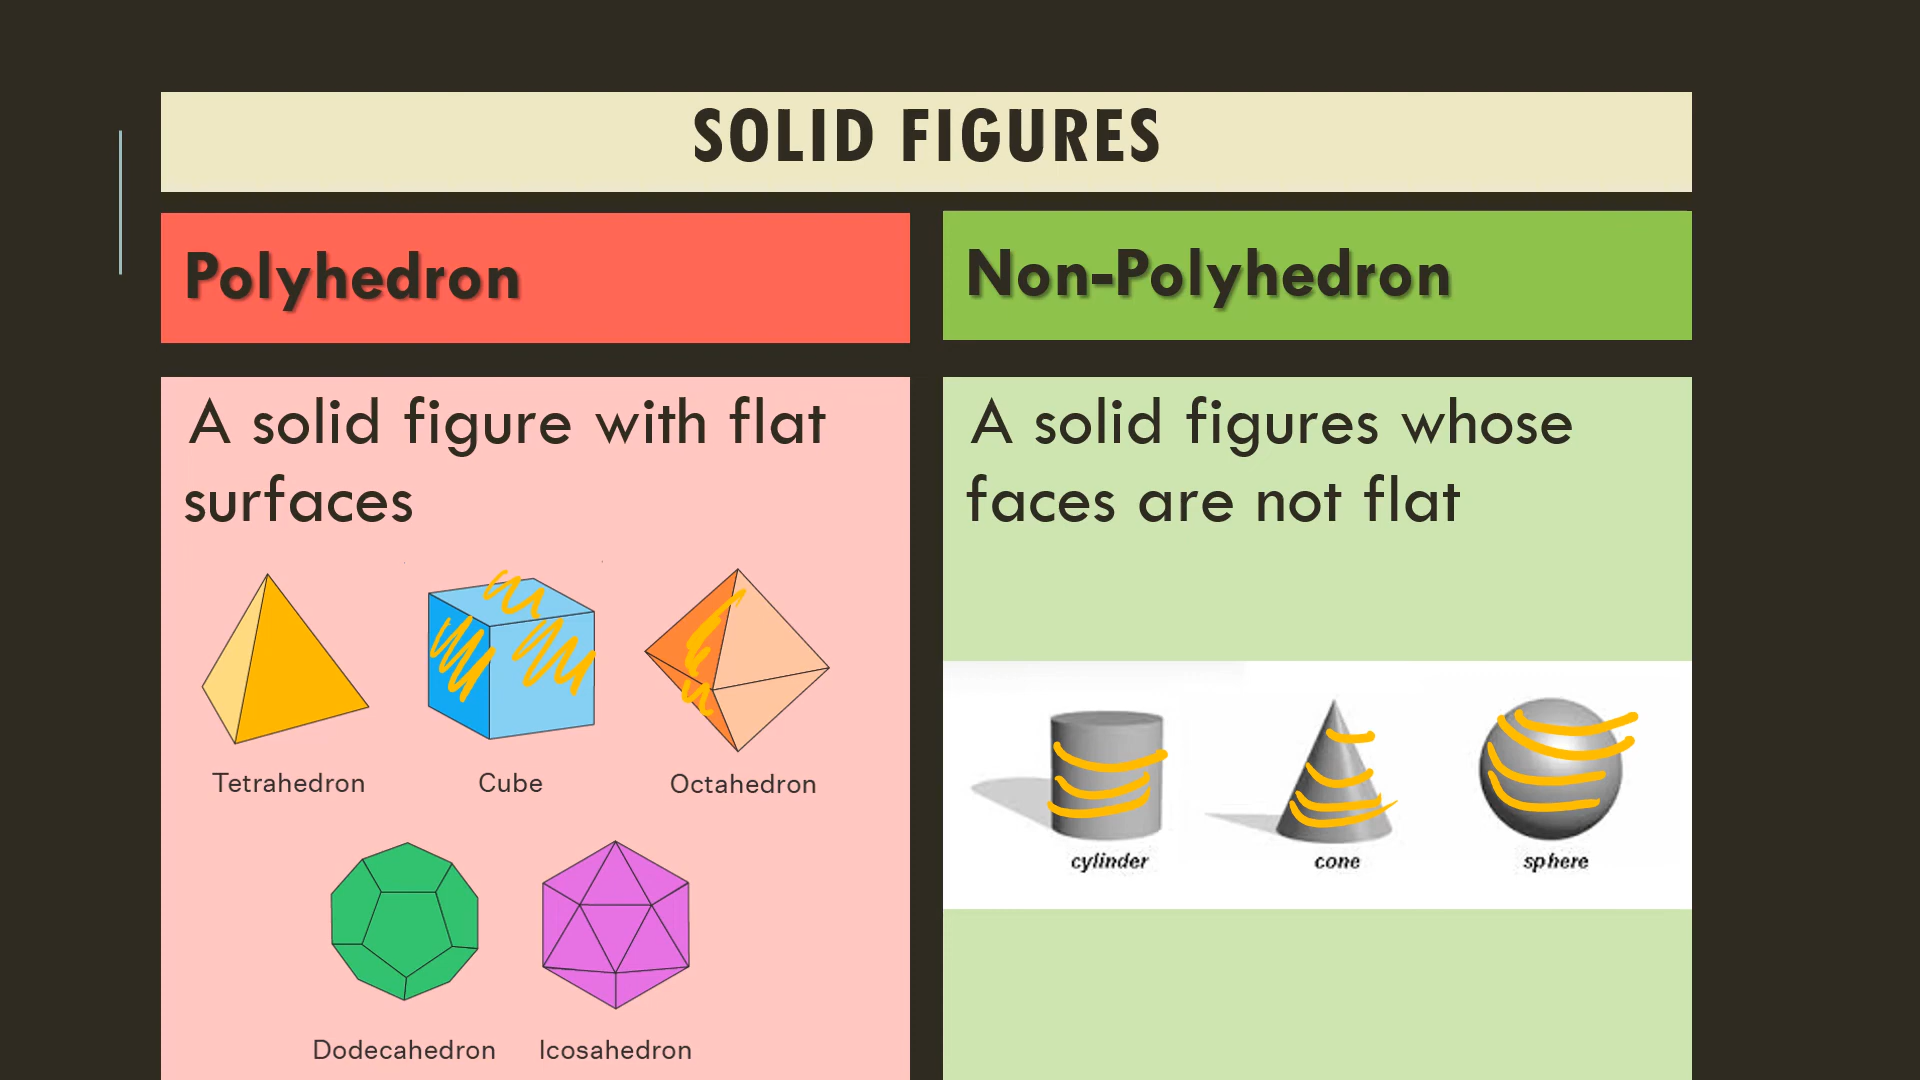 SOLID FIGURES
Polyhedron
A solid figure with flat
surfaces
Tetrahedron
Cube
Octahedron
Dodecahedron
Icosahedron
Non-Polyhedron
A solid figures whose
faces are not flat
cylinder
cone
sphere